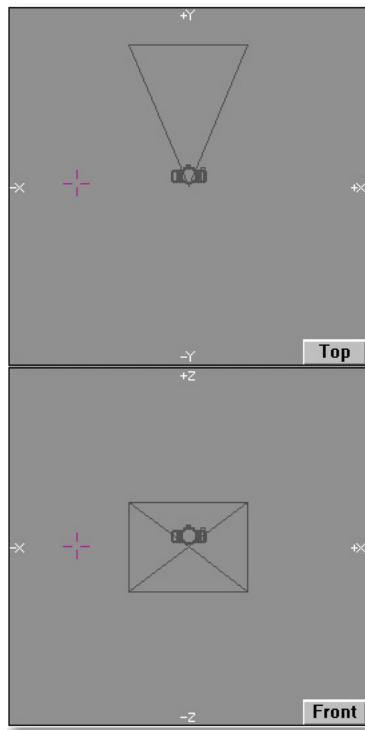 +Y
-X +X
-Y
Top
+Z
-X +X
-Z
Front